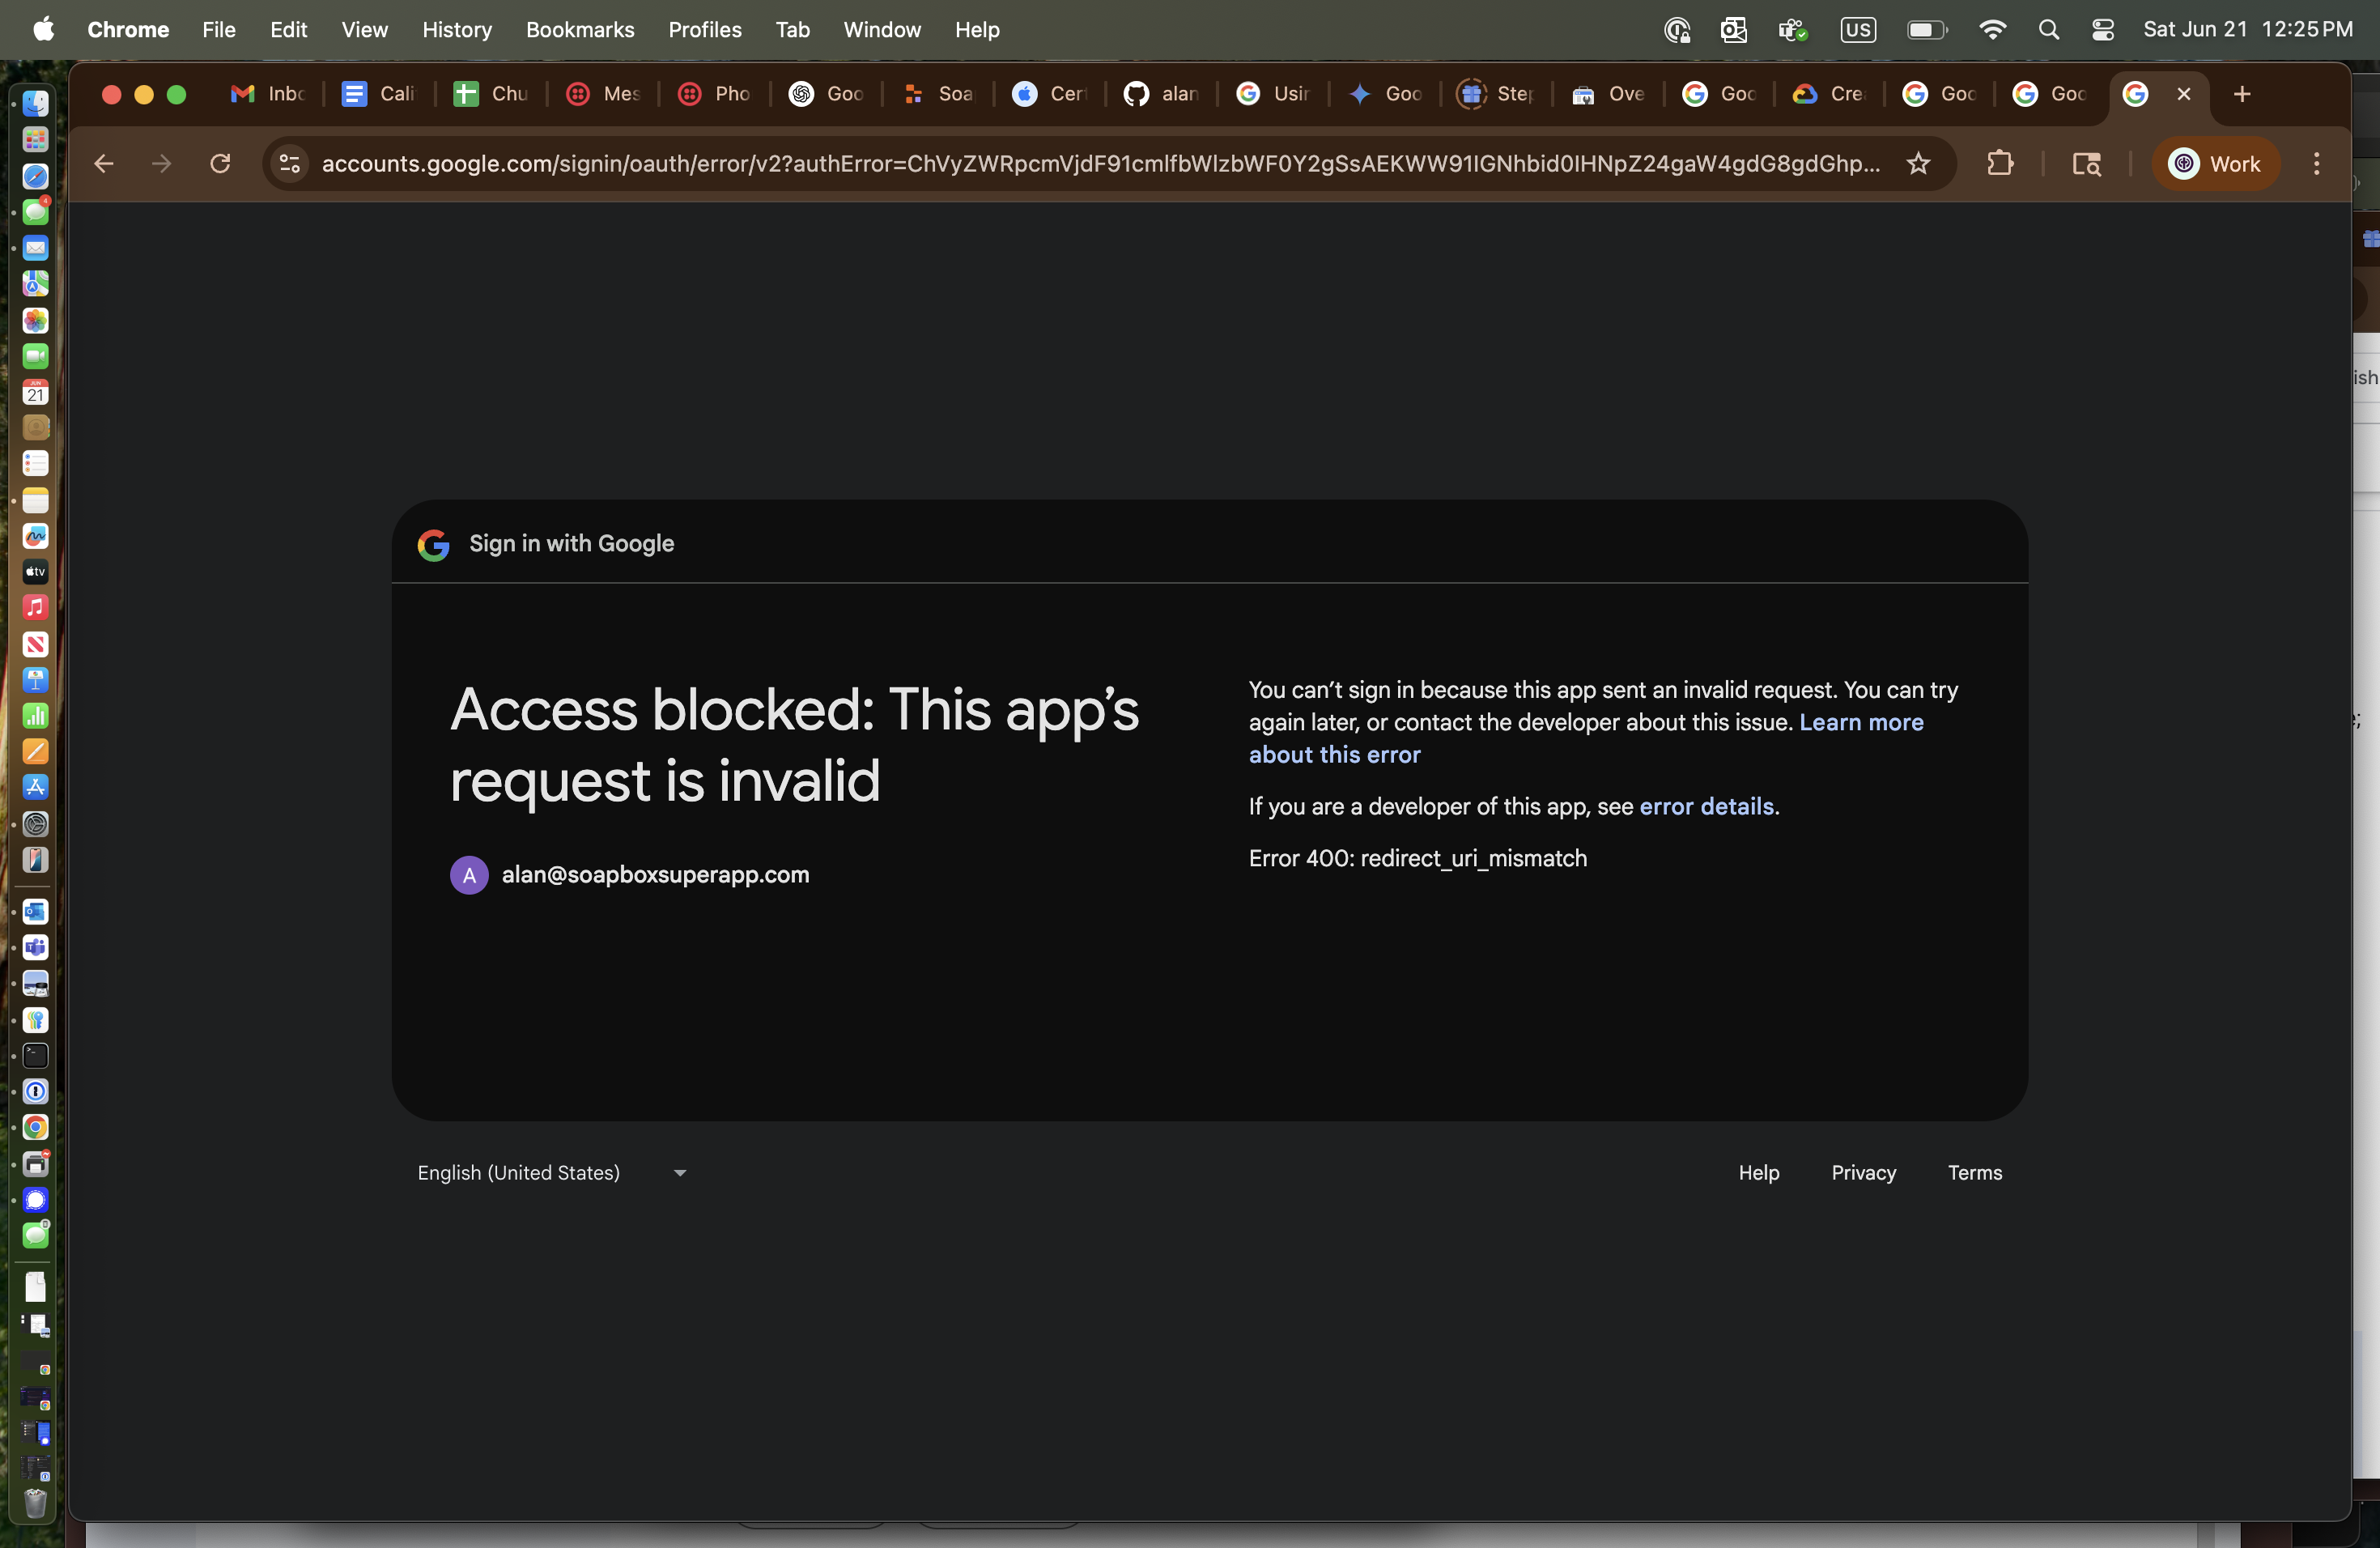 Chrome File Edit View History Bookmarks Profiles Tab Window Help US Sat Jun 21 12:25 PM
Inbc Cali Chu Mes Pho Goo Soa Cert alan Usin Goo Step Ove Goo Crea Goo Goo
accounts.google.com/signin/oauth/error/v2?authError=ChVyZWRpcmVjdF91cmlfbWlzbWF0Y2gSsAEKWW91IGNhbid0IHNpZ24gaW4gdG8gdGhp... Work
JUN
21
tv
ish
Sign in with Google
Access blocked: This app’s
request is invalid
A alan@soapboxsuperapp.com
You can’t sign in because this app sent an invalid request. You can try
again later, or contact the developer about this issue. Learn more
about this error
If you are a developer of this app, see error details.
Error 400: redirect_uri_mismatch
English (United States)
Help Privacy Terms